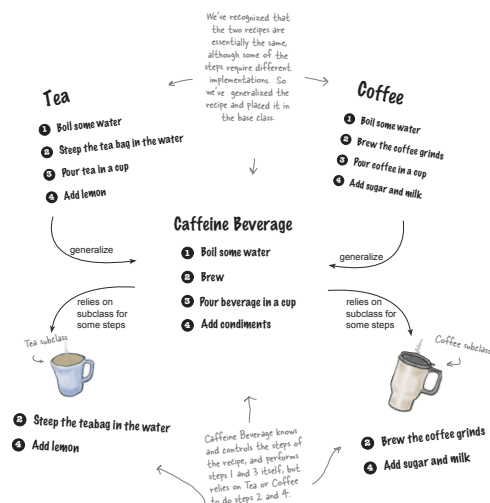 We've recognized that
the two recipes are
essentially the same,
although some of the
steps require different
implementations. So
we've generalized the
recipe and placed it in
the base class.
Tea
1 Boil some water
2 Steep the tea bag in the water
3 Pour tea in a cup
4 Add lemon
Coffee
1 Boil some water
2 Brew the coffee grinds
3 Pour coffee in a cup
4 Add sugar and milk
Caffeine Beverage
1 Boil some water
2 Brew
3 Pour beverage in a cup
4 Add condiments
generalize
generalize
relies on
subclass for
some steps
relies on
subclass for
some steps
Tea subclass
Coffee subclass
2 Steep the teabag in the water
4 Add lemon
Caffeine Beverage knows
and controls the steps of
the recipe, and performs
steps 1 and 3 itself, but
relies on Tea or Coffee
to do steps 2 and 4.
2 Brew the coffee grinds
4 Add sugar and milk